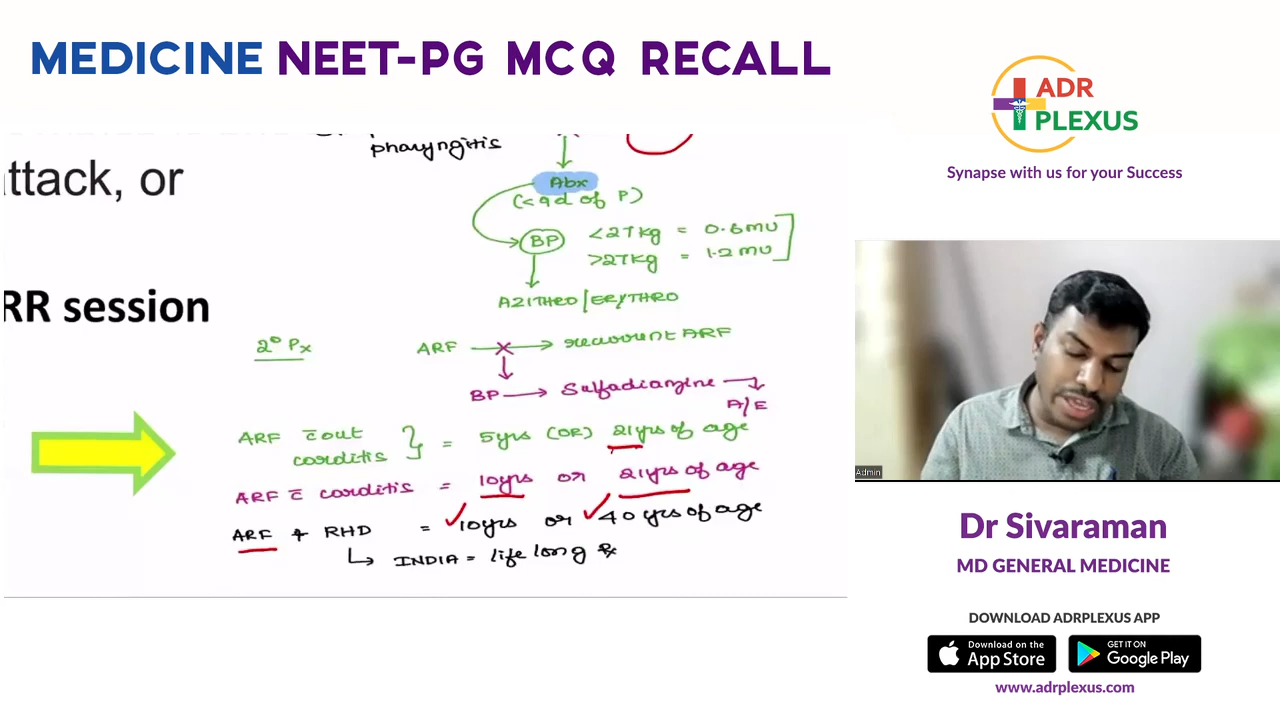 MEDICINE NEET-PG MCQ RECALL
ADR
PLEXUS
Synapse with us for your Success
pharyngitis
ttack, or
Abx
(<9d of P)
BP <27kg = 0.6mu
>27kg = 1.2mu
AZITHRO/ERYTHRO
RR session
2° Px ARF recurrent ARF
BP Sulfadiazine
A/E
ARF c̄out
carditis } = 5yrs (OR) 21yrs of age
ARF c̄ carditis = 10yrs or 21yrs of age
ARF + RHD = 10yrs or 40yrs of age
INDIA = life long Rx
Admin
Dr Sivaraman
MD GENERAL MEDICINE
DOWNLOAD ADRPLEXUS APP
Download on the
App Store
GET IT ON
Google Play
www.adrplexus.com